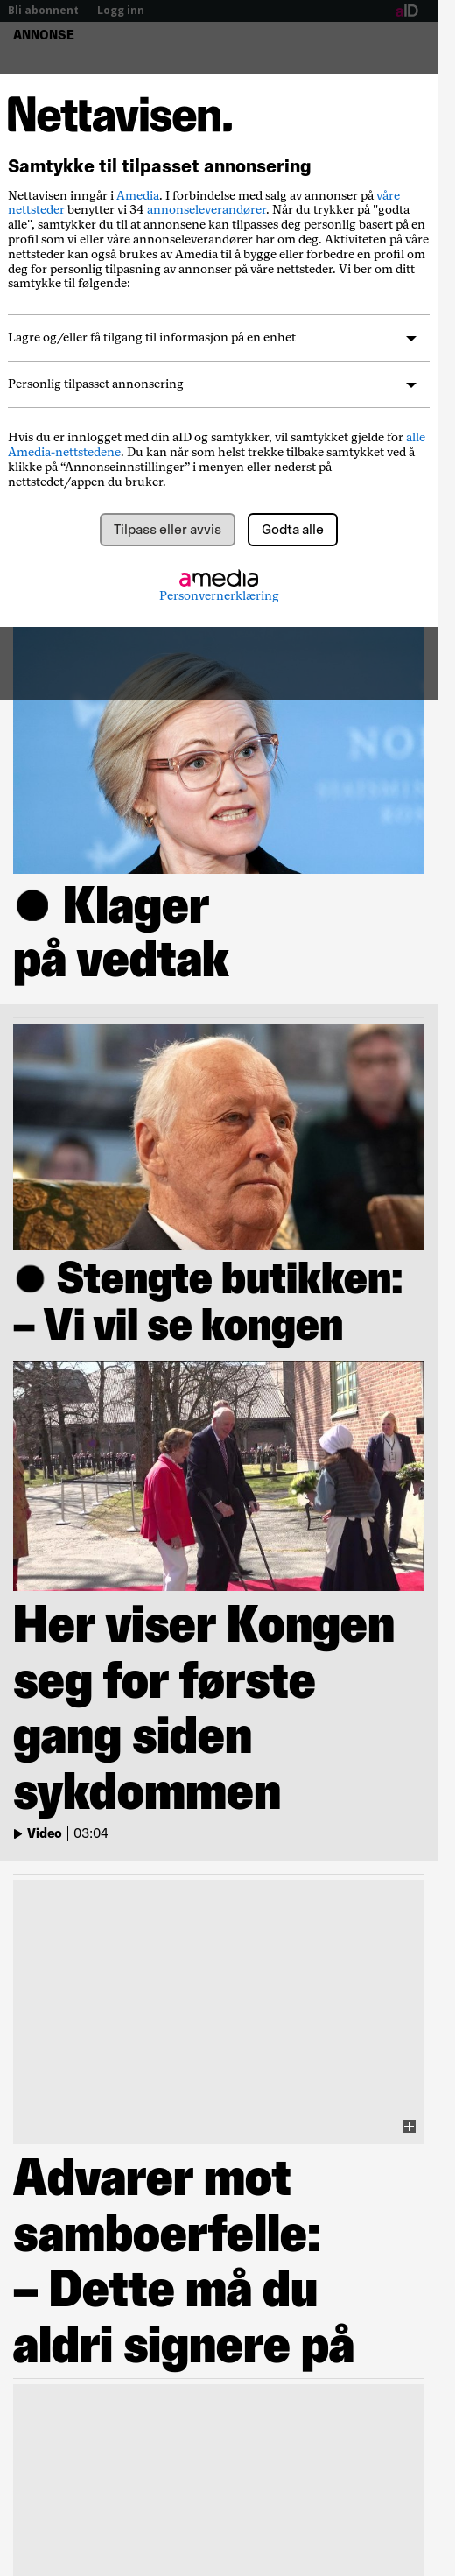 Bli abonnent | Logg inn aID
ANNONSE
Nettavisen.
Samtykke til tilpasset annonsering
Nettavisen inngår i Amedia. I forbindelse med salg av annonser på våre
nettsteder benytter vi 34 annonseleverandører. Når du trykker på "godta
alle", samtykker du til at annonsene kan tilpasses deg personlig basert på en
profil som vi eller våre annonseleverandører har om deg. Aktiviteten på våre
nettsteder kan også brukes av Amedia til å bygge eller forbedre en profil om
deg for personlig tilpasning av annonser på våre nettsteder. Vi ber om ditt
samtykke til følgende:
Lagre og/eller få tilgang til informasjon på en enhet
Personlig tilpasset annonsering
Hvis du er innlogget med din aID og samtykker, vil samtykket gjelde for alle
Amedia-nettstedene. Du kan når som helst trekke tilbake samtykket ved å
klikke på “Annonseinnstillinger” i menyen eller nederst på
nettstedet/appen du bruker.
Tilpass eller avvis Godta alle
amedia
Personvernerklæring
Klager
på vedtak
Stengte butikken:
– Vi vil se kongen
Her viser Kongen
seg for første
gang siden
sykdommen
Video | 03:04
Advarer mot
samboerfelle:
– Dette må du
aldri signere på